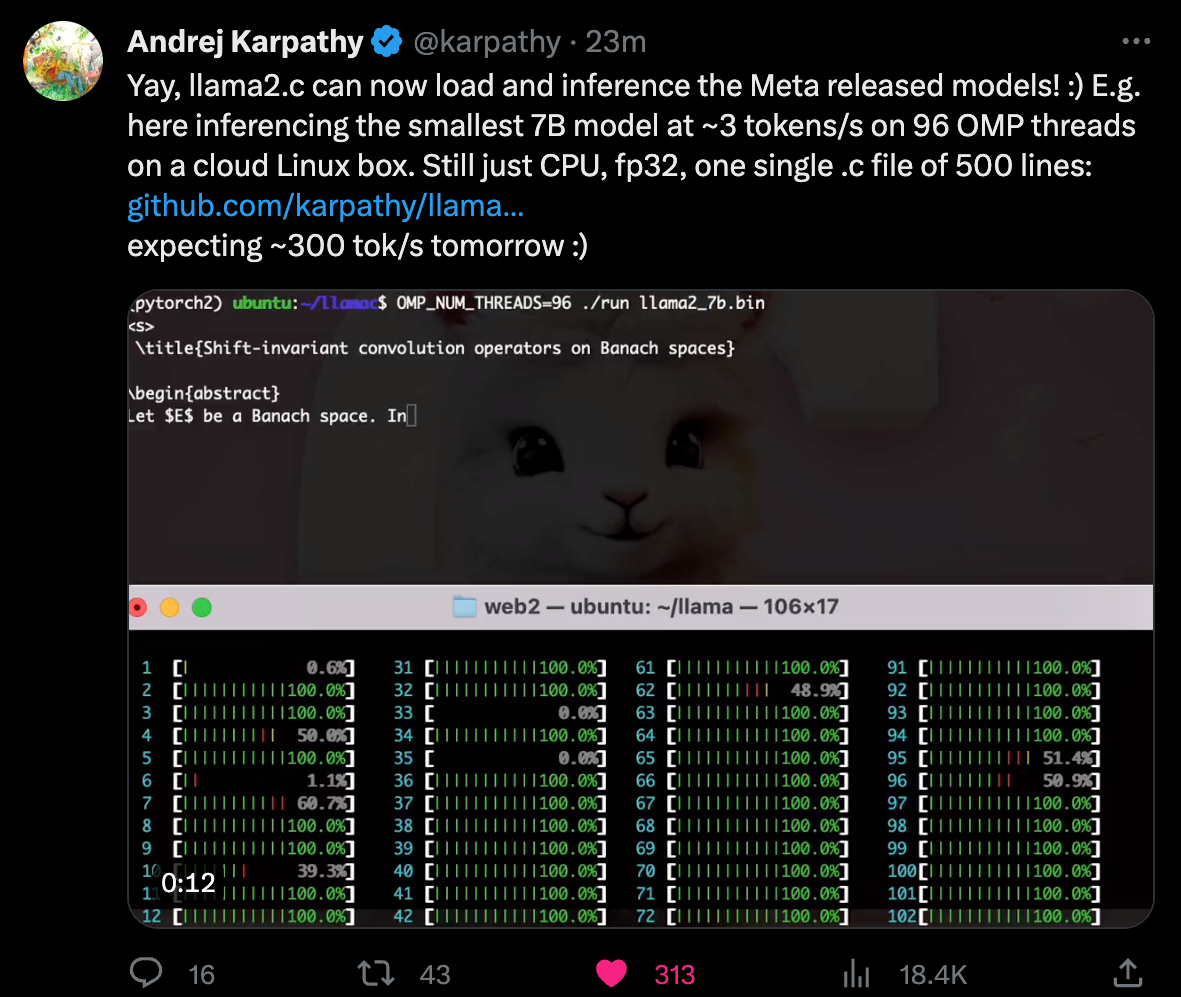 Andrej Karpathy @karpathy · 23m
Yay, llama2.c can now load and inference the Meta released models! :) E.g.
here inferencing the smallest 7B model at ~3 tokens/s on 96 OMP threads
on a cloud Linux box. Still just CPU, fp32, one single .c file of 500 lines:
github.com/karpathy/llama...
expecting ~300 tok/s tomorrow :)
(pytorch2) ubuntu:~/llamac$ OMP_NUM_THREADS=96 ./run llama2_7b.bin
<s>
\title{Shift-invariant convolution operators on Banach spaces}
\begin{abstract}
Let $E$ be a Banach space. In
web2 — ubuntu: ~/llama — 106×17
1 [| 0.6%] 31 [|||||||||||100.0%] 61 [|||||||||||100.0%] 91 [|||||||||||100.0%]
2 [|||||||||||100.0%] 32 [|||||||||||100.0%] 62 [||||||||||| 48.9%] 92 [|||||||||||100.0%]
3 [|||||||||||100.0%] 33 [ 0.0%] 63 [|||||||||||100.0%] 93 [|||||||||||100.0%]
4 [|||||||||| 50.0%] 34 [|||||||||||100.0%] 64 [|||||||||||100.0%] 94 [|||||||||||100.0%]
5 [|||||||||||100.0%] 35 [ 0.0%] 65 [|||||||||||100.0%] 95 [|||||||||||| 51.4%]
6 [|| 1.1%] 36 [|||||||||||100.0%] 66 [|||||||||||100.0%] 96 [|||||||||| 50.9%]
7 [||||||||||| 60.7%] 37 [|||||||||||100.0%] 67 [|||||||||||100.0%] 97 [|||||||||||100.0%]
8 [|||||||||||100.0%] 38 [|||||||||||100.0%] 68 [|||||||||||100.0%] 98 [|||||||||||100.0%]
9 [|||||||||||100.0%] 39 [|||||||||||100.0%] 69 [|||||||||||100.0%] 99 [|||||||||||100.0%]
10 [||||||| 39.3%] 40 [|||||||||||100.0%] 70 [|||||||||||100.0%] 100[|||||||||||100.0%]
11 [|||||||||||100.0%] 41 [|||||||||||100.0%] 71 [|||||||||||100.0%] 101[|||||||||||100.0%]
0:12
12 [|||||||||||100.0%] 42 [|||||||||||100.0%] 72 [|||||||||||100.0%] 102[|||||||||||100.0%]
16 43 313 18.4K